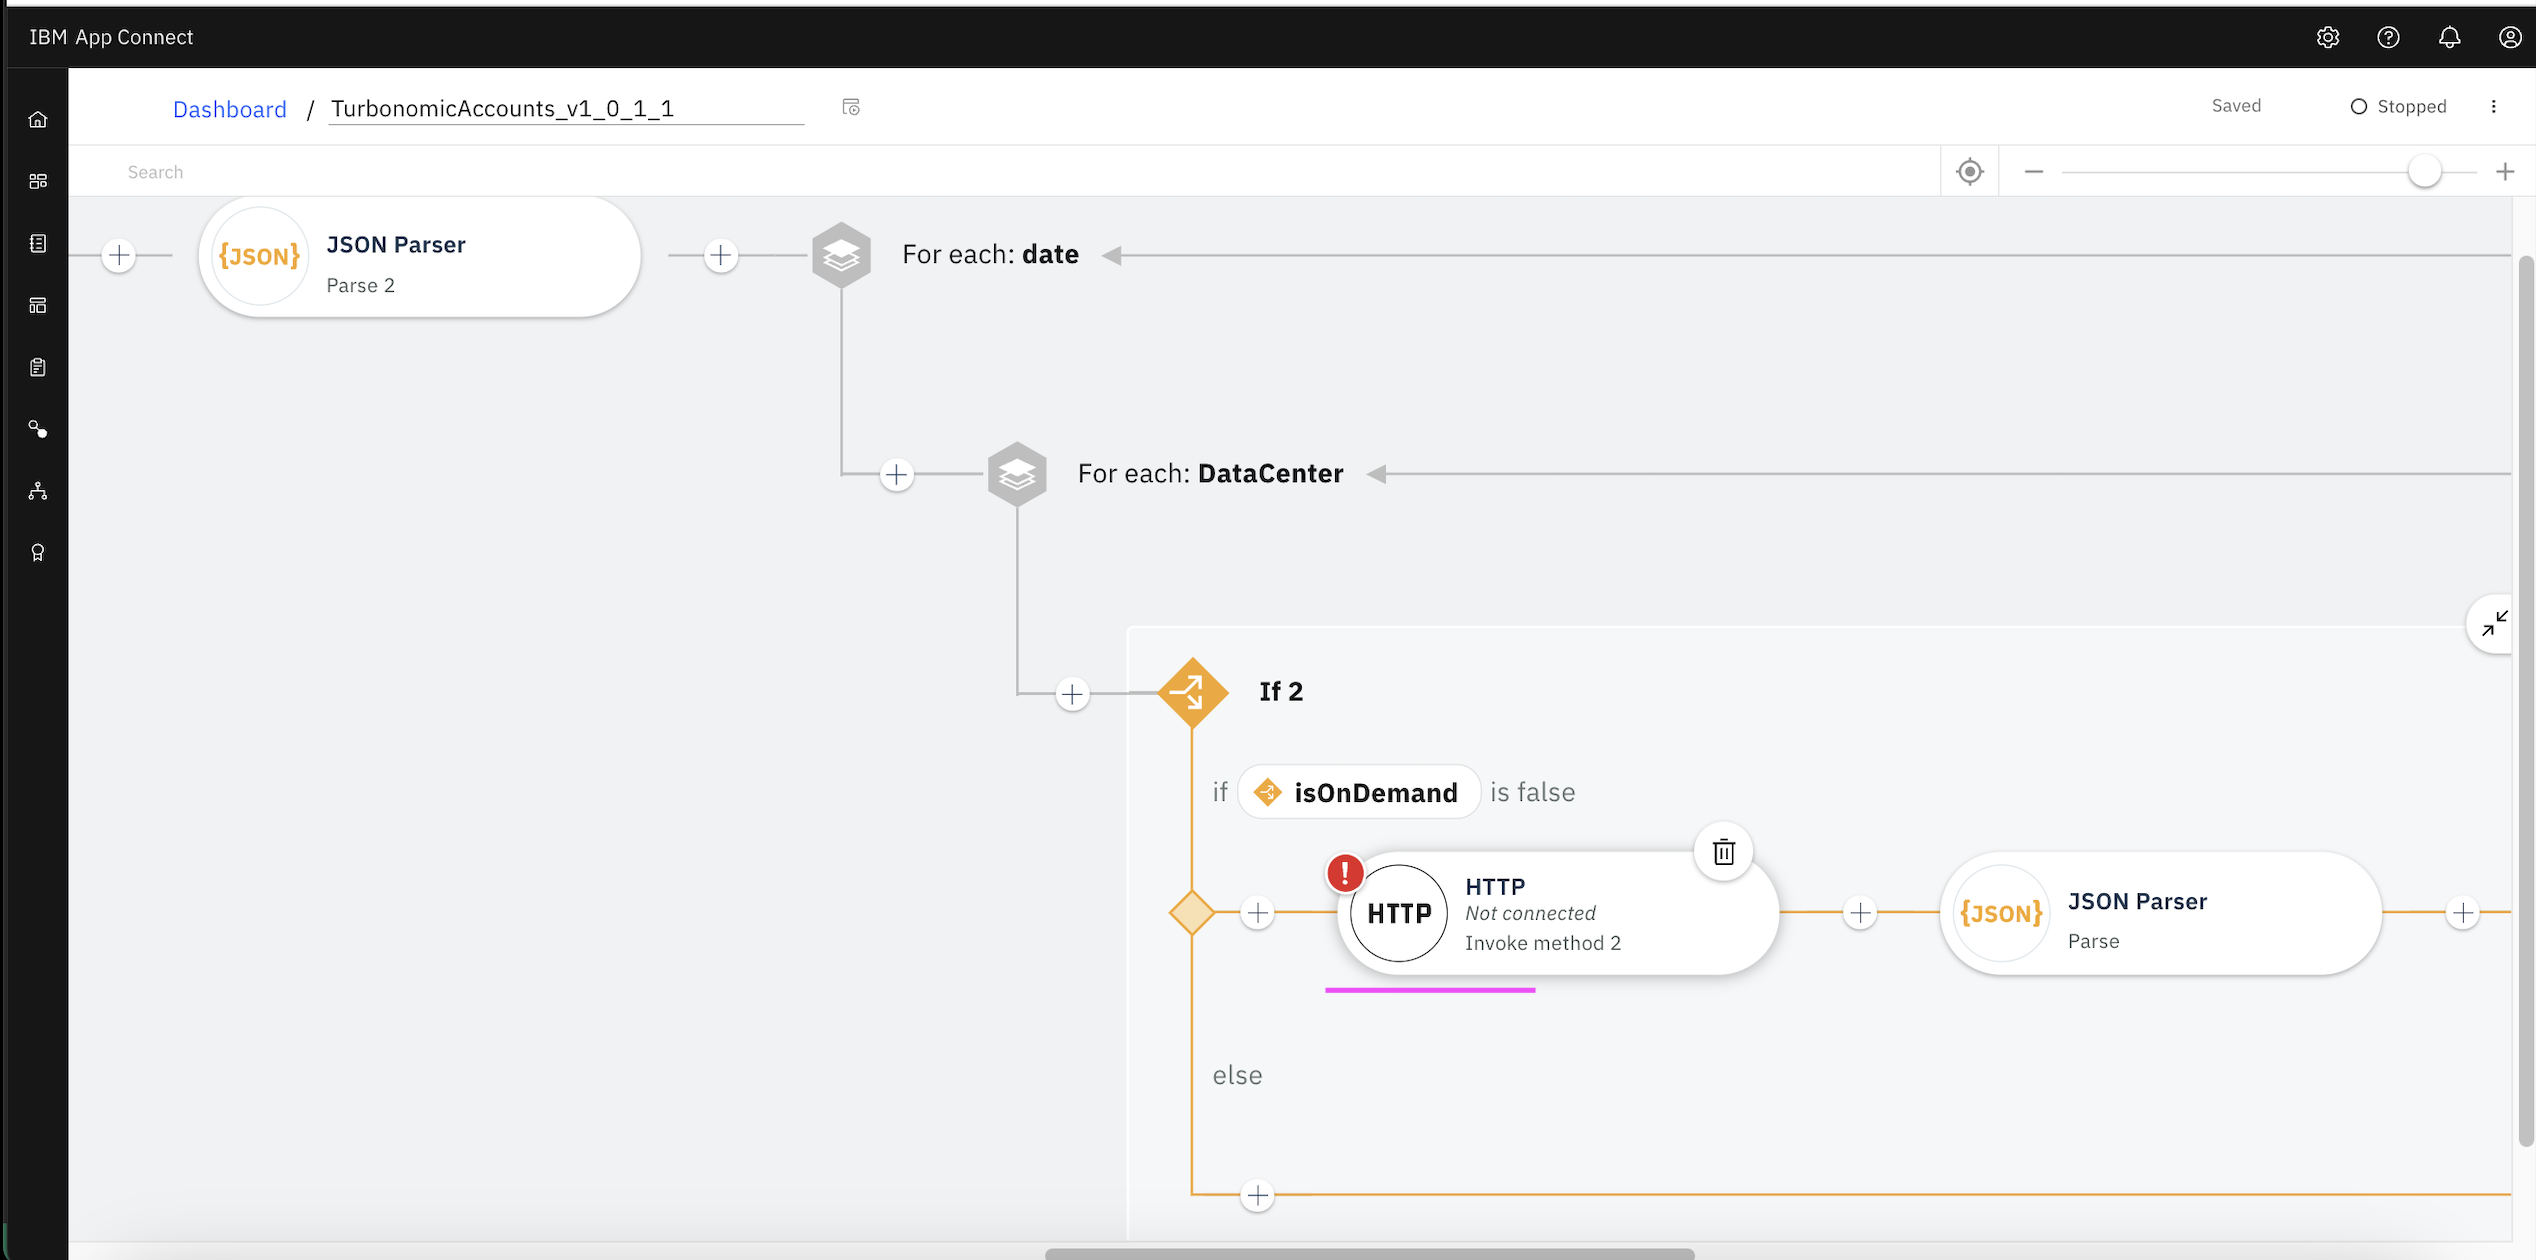 IBM App Connect
Dashboard / TurbonomicAccounts_v1_0_1_1
Saved
Stopped
Search
{JSON}
JSON Parser
Parse 2
For each: date
For each: DataCenter
If 2
if isOnDemand is false
!
HTTP
HTTP
Not connected
Invoke method 2
{JSON}
JSON Parser
Parse
else